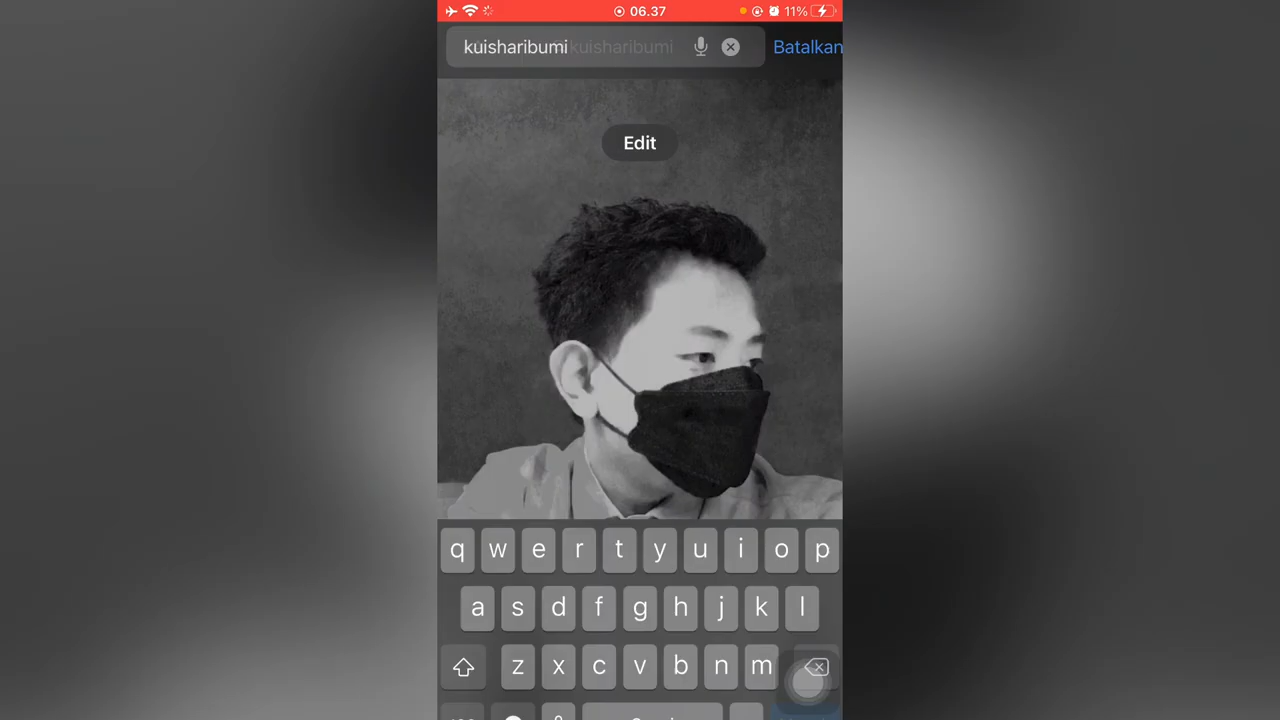 06.37
11%
kuisharibumi
kuisharibumi
Batalkan
Edit
q w e r t y u i o p
a s d f g h j k l
z x c v b n m